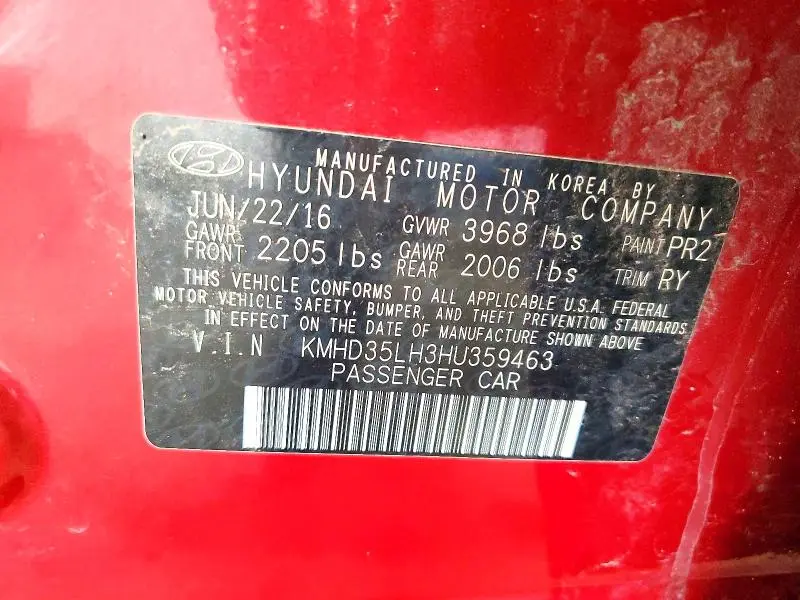 MANUFACTURED IN KOREA BY
HYUNDAI MOTOR COMPANY
JUN/22/16 GVWR 3968 lbs PAINT PR2
GAWR FRONT 2205 lbs GAWR REAR 2006 lbs TRIM RY
THIS VEHICLE CONFORMS TO ALL APPLICABLE U.S.A. FEDERAL
MOTOR VEHICLE SAFETY, BUMPER, AND THEFT PREVENTION STANDARDS
IN EFFECT ON THE DATE OF MANUFACTURE SHOWN ABOVE
VIN KMHD35LH3HU359463
PASSENGER CAR